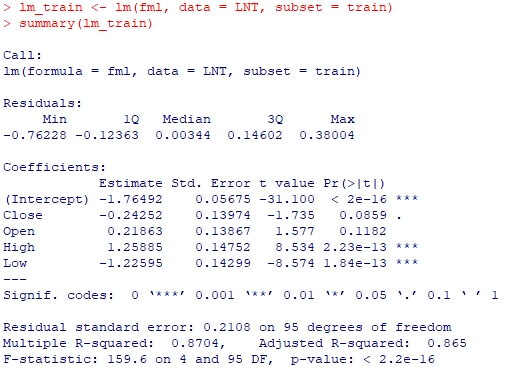 > lm_train <- lm(fml, data = LNT, subset = train)
> summary(lm_train)
Call:
lm(formula = fml, data = LNT, subset = train)
Residuals:
     Min       1Q   Median       3Q      Max
-0.76228 -0.12363  0.00344  0.14602  0.38004
Coefficients:
            Estimate Std. Error t value Pr(>|t|)
(Intercept) -1.76492    0.05675 -31.100  < 2e-16 ***
Close       -0.24252    0.13974  -1.735   0.0859 .
Open         0.21863    0.13867   1.577   0.1182
High         1.25885    0.14752   8.534 2.23e-13 ***
Low         -1.22595    0.14299  -8.574 1.84e-13 ***
---
Signif. codes:  0 ‘***’ 0.001 ‘**’ 0.01 ‘*’ 0.05 ‘.’ 0.1 ‘ ’ 1
Residual standard error: 0.2108 on 95 degrees of freedom
Multiple R-squared:  0.8704,    Adjusted R-squared:  0.865
F-statistic: 159.6 on 4 and 95 DF,  p-value: < 2.2e-16